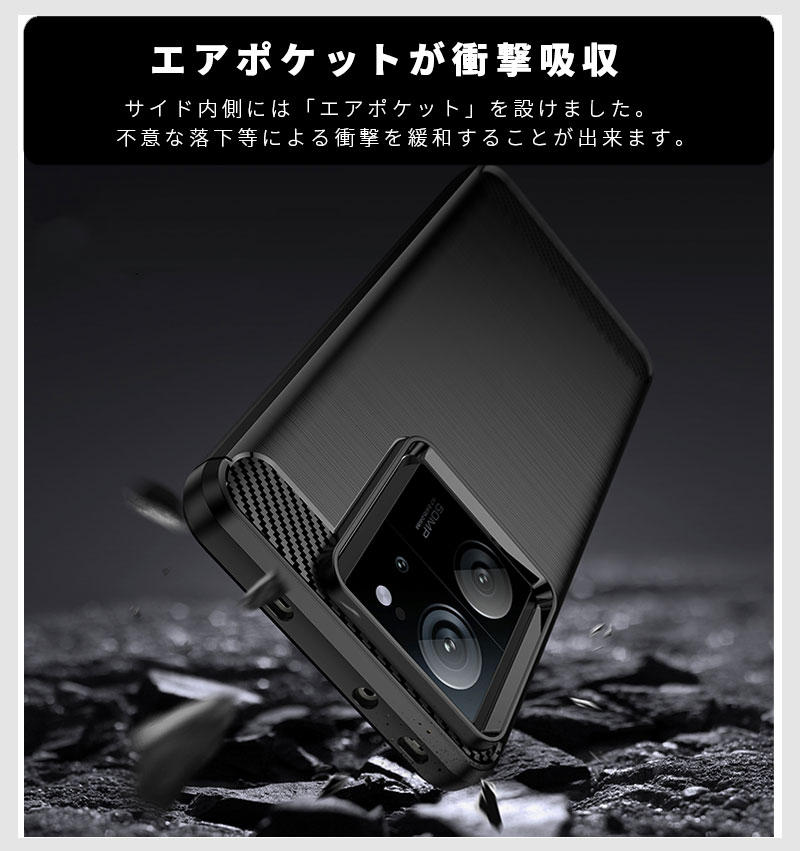 エアポケットが衝撃吸収
サイド内側には「エアポケット」を設けました。
不意な落下等による衝撃を緩和することが出来ます。
50MP